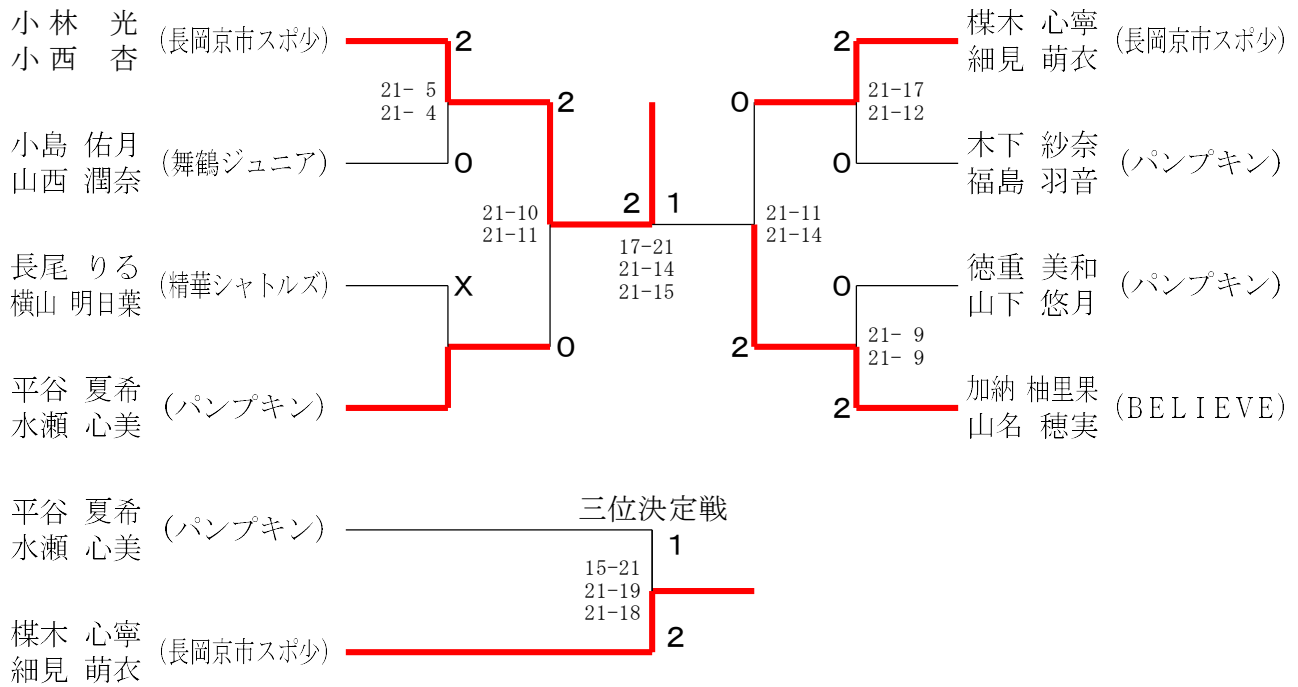 小林 光
小西 杏
(長岡京市スポ少)
2
21- 5
21- 4
小島 佑月
山西 潤奈
(舞鶴ジュニア)
0
2
21-10
21-11
長尾 りる
横山 明日葉
(精華シャトルズ)
X
0
平谷 夏希
水瀬 心美
(パンプキン)
2
1
17-21
21-14
21-15
楳木 心寧
細見 萌衣
(長岡京市スポ少)
2
21-17
21-12
0
木下 紗奈
福島 羽音
(パンプキン)
0
21-11
21-14
徳重 美和
山下 悠月
(パンプキン)
0
21- 9
21- 9
2
加納 柚里果
山名 穂実
(BELIEVE)
2
三位決定戦
平谷 夏希
水瀬 心美
(パンプキン)
1
15-21
21-19
21-18
楳木 心寧
細見 萌衣
(長岡京市スポ少)
2